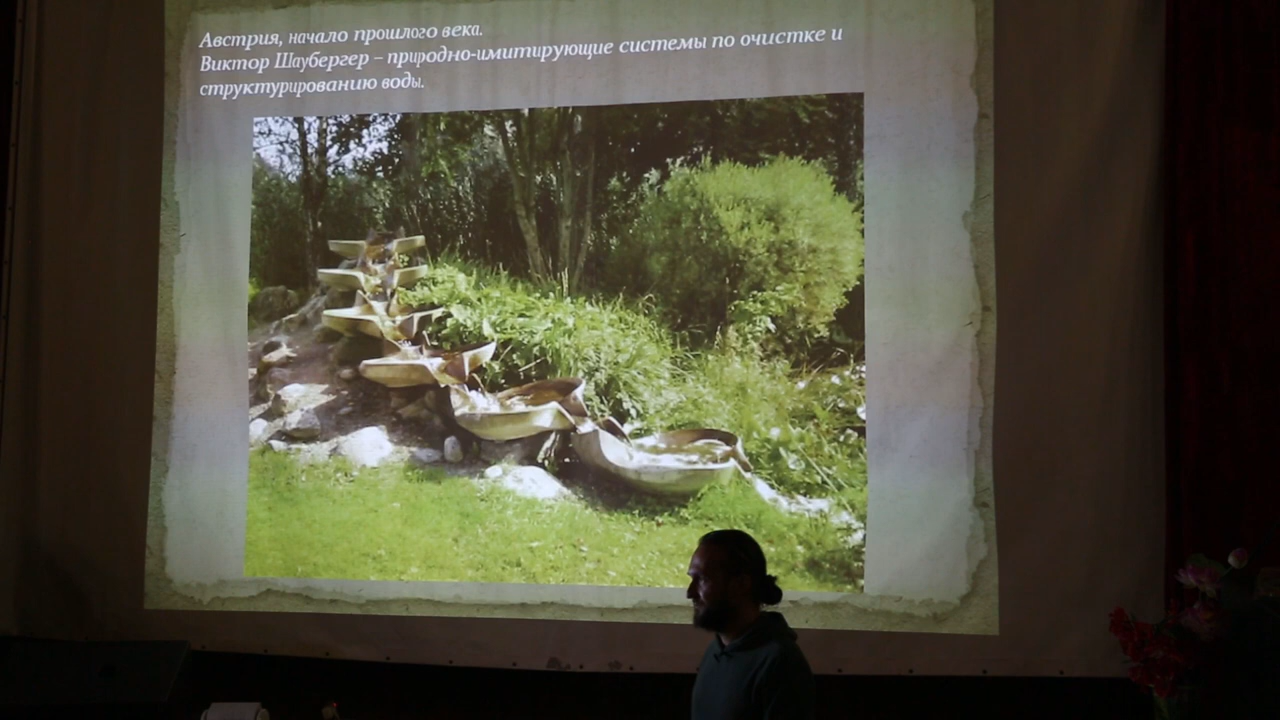 Австрия, начало прошлого века.
Виктор Шаубергер – природно-имитирующие системы по очистке и
структурированию воды.